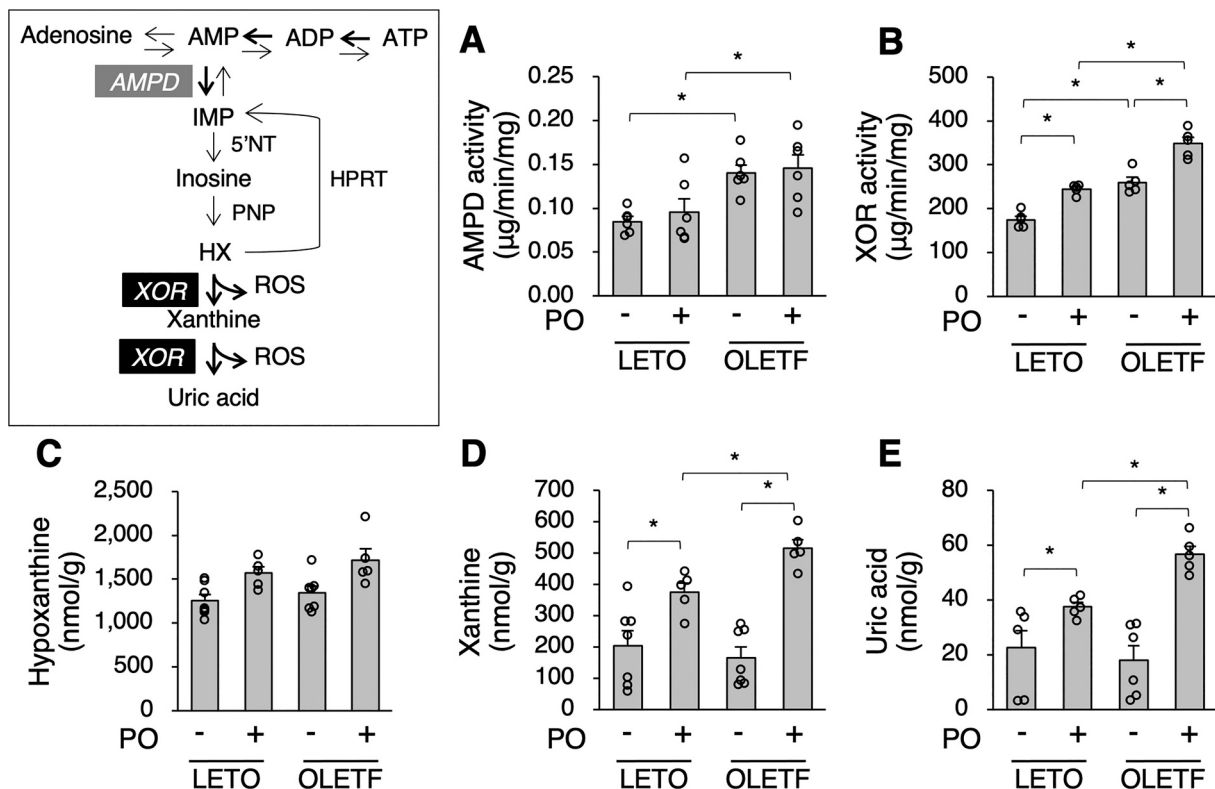 Adenosine AMP ADP ATP
AMPD
IMP
5'NT
Inosine
HPRT
PNP
HX
XOR ROS
Xanthine
XOR ROS
Uric acid
A
AMPD activity
(µg/min/mg)
0.25
0.20
0.15
0.10
0.05
0.00
* *
PO - + - +
LETO OLETF
B
XOR activity
(µg/min/mg)
500
400
300
200
100
0
* * * *
PO - + - +
LETO OLETF
C
Hypoxanthine
(nmol/g)
2,500
2,000
1,500
1,000
500
0
PO - + - +
LETO OLETF
D
Xanthine
(nmol/g)
700
600
500
400
300
200
100
0
* * *
PO - + - +
LETO OLETF
E
Uric acid
(nmol/g)
80
60
40
20
0
* * *
PO - + - +
LETO OLETF